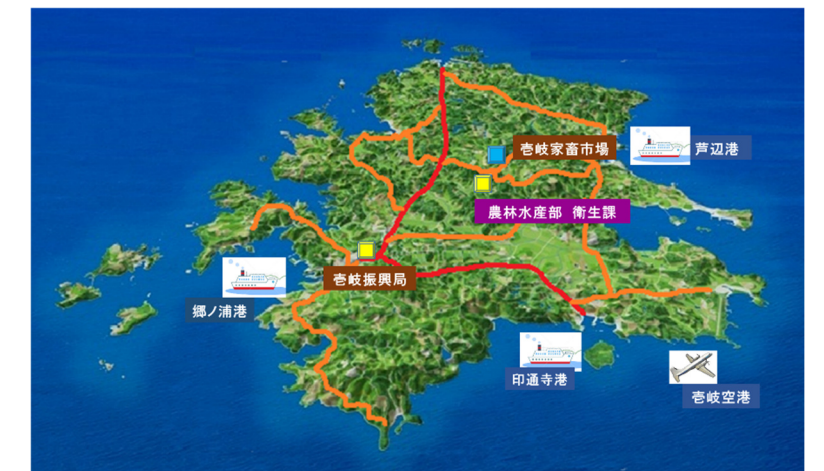 壱岐家畜市場
芦辺港
農林水産部 衛生課
壱岐振興局
郷ノ浦港
印通寺港
壱岐空港